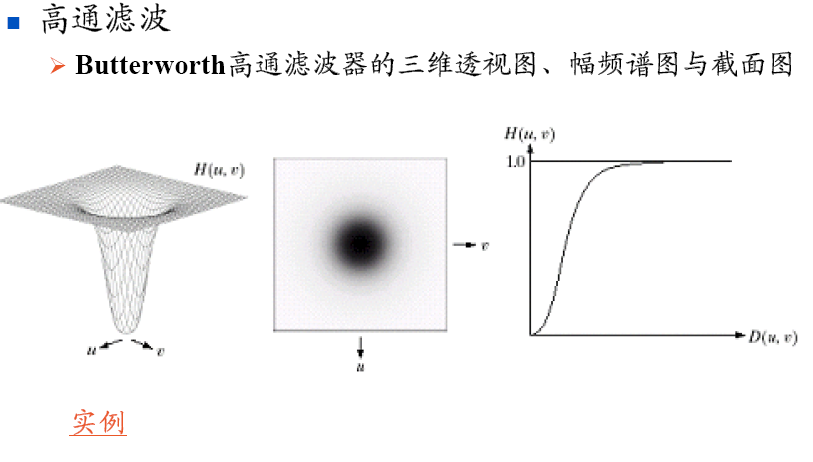 高通滤波
Butterworth高通滤波器的三维透视图、幅频谱图与截面图
H(u, v)
u
v
v
u
H(u, v)
1.0
D(u, v)
实例